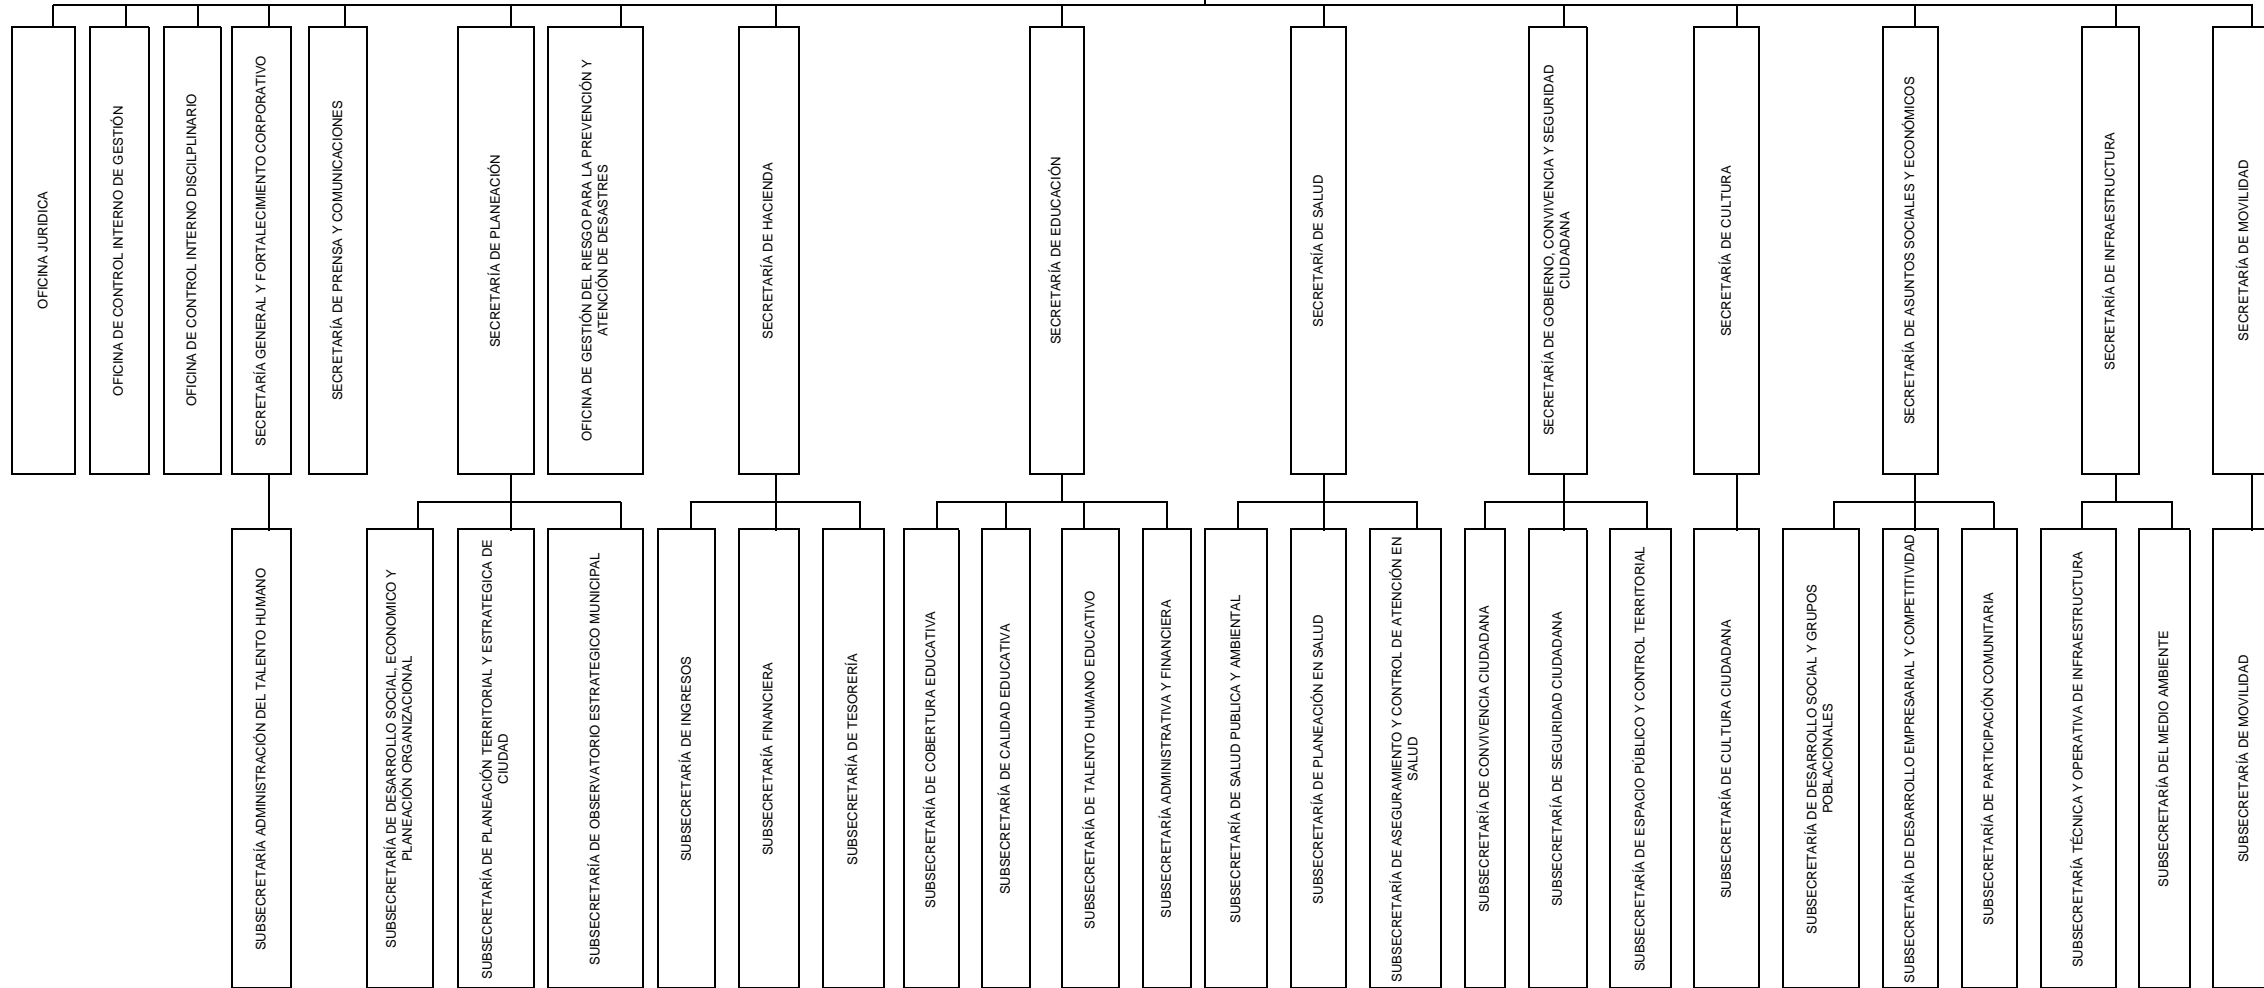 OFICINA JURIDICA
OFICINA DE CONTROL INTERNO DE GESTIÓN
OFICINA DE CONTROL INTERNO DISCILPLINARIO
SECRETARÍA GENERAL Y FORTALECIMIENTO CORPORATIVO
SECRETARÍA DE PRENSA Y COMUNICACIONES
SECRETARÍA DE PLANEACIÓN
OFICINA DE GESTIÓN DEL RIESGO PARA LA PREVENCIÓN Y
ATENCIÓN DE DESASTRES
SECRETARÍA DE HACIENDA
SECRETARÍA DE EDUCACIÓN
SECRETARÍA DE SALUD
SECRETARÍA DE GOBIERNO, CONVIVENCIA Y SEGURIDAD
CIUDADANA
SECRETARÍA DE CULTURA
SECRETARÍA DE ASUNTOS SOCIALES Y ECONÓMICOS
SECRETARÍA DE INFRAESTRUCTURA
SECRETARÍA DE MOVILIDAD
SUBSECRETARÍA ADMINISTRACIÓN DEL TALENTO HUMANO
SUBSECRETARÍA DE DESARROLLO SOCIAL, ECONOMICO Y
PLANEACIÓN ORGANIZACIONAL
SUBSECRETARÍA DE PLANEACIÓN TERRITORIAL Y ESTRATEGICA DE
CIUDAD
SUBSECRETARÍA DE OBSERVATORIO ESTRATEGICO MUNICIPAL
SUBSECRETARÍA DE INGRESOS
SUBSECRETARÍA FINANCIERA
SUBSECRETARIA DE TESORERÍA
SUBSECRETARÍA DE COBERTURA EDUCATIVA
SUBSECRETARÍA DE CALIDAD EDUCATIVA
SUBSECRETARÍA DE TALENTO HUMANO EDUCATIVO
SUBSECRETARÍA ADMINISTRATIVA Y FINANCIERA
SUBSECRETARÍA DE SALUD PUBLICA Y AMBIENTAL
SUBSECRETARÍA DE PLANEACIÓN EN SALUD
SUBSECRETARÍA DE ASEGURAMIENTO Y CONTROL DE ATENCIÓN EN
SALUD
SUBSECRETARÍA DE CONVIVENCIA CIUDADANA
SUBSECRETARÍA DE SEGURIDAD CIUDADANA
SUBSECRETARÍA DE ESPACIO PÚBLICO Y CONTROL TERRITORIAL
SUBSECRETARÍA DE CULTURA CIUDADANA
SUBSECRETARÍA DE DESARROLLO SOCIAL Y GRUPOS
POBLACIONALES
SUBSECRETARÍA DE DESARROLLO EMPRESARIAL Y COMPETITIVIDAD
SUBSECRETARÍA DE PARTICIPACIÓN COMUNITARIA
SUBSECRETARÍA TÉCNICA Y OPERATIVA DE INFRAESTRUCTURA
SUBSECRETARÍA DEL MEDIO AMBIENTE
SUBSECRETARÍA DE MOVILIDAD